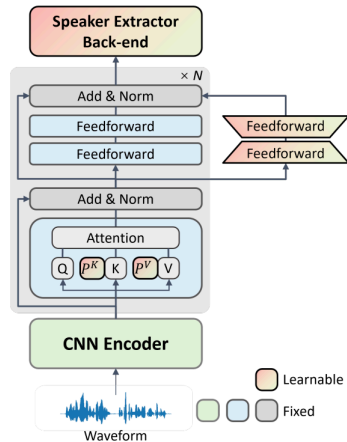 Speaker Extractor
Back-end
× N
Add & Norm
Feedforward
Feedforward
Feedforward
Feedforward
Add & Norm
Attention
Q
P^K
K
P^V
V
CNN Encoder
Waveform
Learnable
Fixed